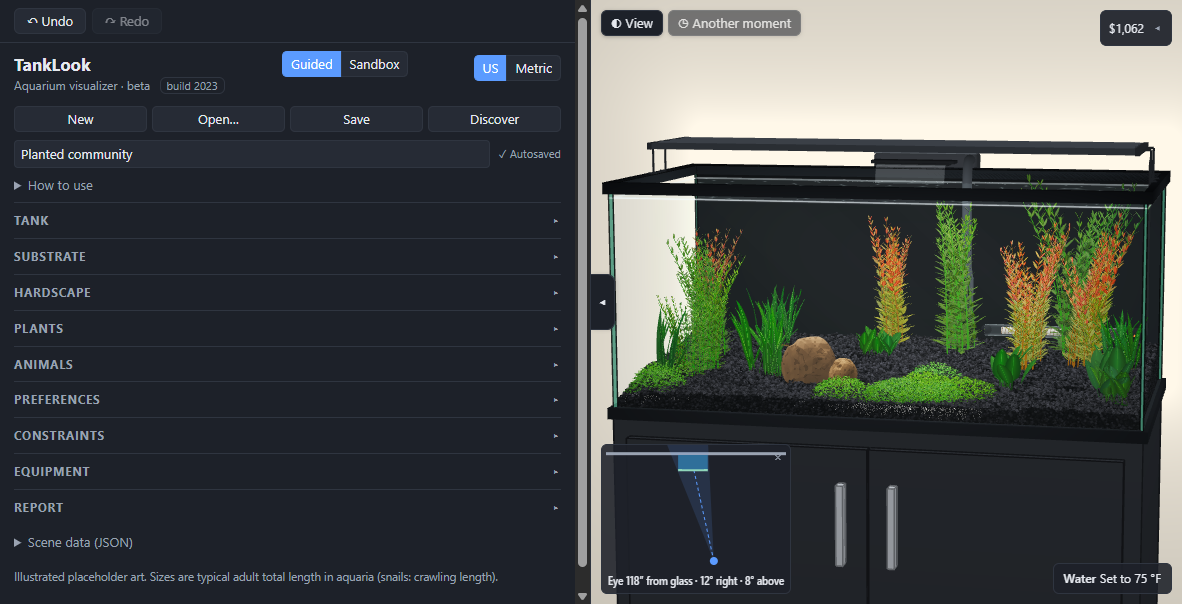 Undo
Redo
TankLook
Guided
Sandbox
US
Metric
Aquarium visualizer · beta
build 2023
New
Open...
Save
Discover
Planted community
✓ Autosaved
How to use
TANK
SUBSTRATE
HARDSCAPE
PLANTS
ANIMALS
PREFERENCES
CONSTRAINTS
EQUIPMENT
REPORT
Scene data (JSON)
Illustrated placeholder art. Sizes are typical adult total length in aquaria (snails: crawling length).
View
Another moment
$1,062
Eye 118" from glass · 12° right · 8° above
Water Set to 75 °F